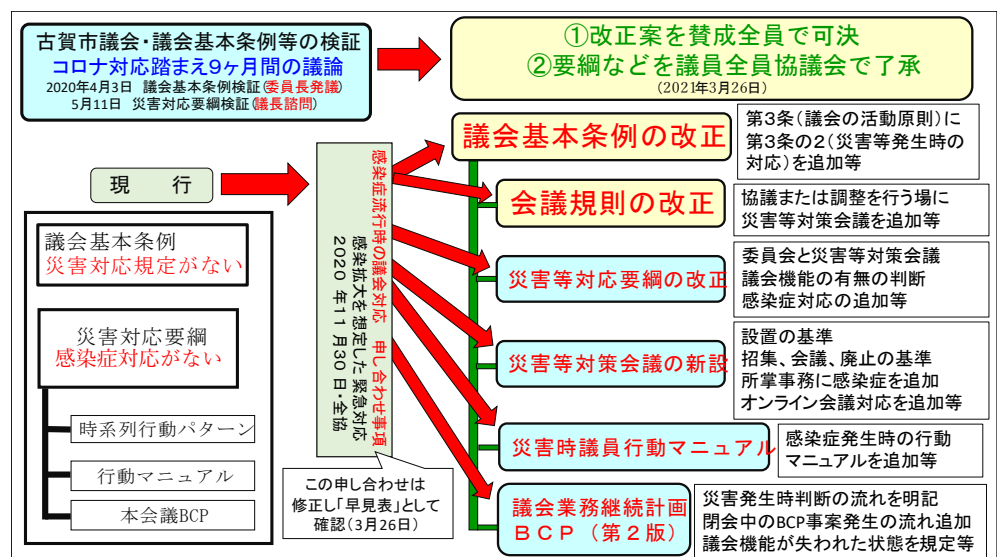 古賀市議会・議会基本条例等の検証
コロナ対応踏まえ9ヶ月間の議論
2020年4月3日 議会基本条例検証(委員長発議)
5月11日 災害対応要綱検証(議長諮問)
①改正案を賛成全員で可決
②要綱などを議員全員協議会で了承
(2021年3月26日)
現 行
議会基本条例
災害対応規定がない
災害対応要綱
感染症対応がない
時系列行動パターン
行動マニュアル
本会議BCP
感染症流行時の議会対応 申し合わせ事項
感染拡大を想定した緊急対応
2020年11月30日・全協
この申し合わせは
修正し「早見表」として
確認(3月26日)
議会基本条例の改正
第3条(議会の活動原則)に
第3条の2(災害等発生時の
対応)を追加等
会議規則の改正
協議または調整を行う場に
災害等対策会議を追加等
災害等対応要綱の改正
委員会と災害等対策会議
議会機能の有無の判断
感染症対応の追加等
災害等対策会議の新設
設置の基準
招集、会議、廃止の基準
所掌事務に感染症を追加
オンライン会議対応を追加等
災害時議員行動マニュアル
感染症発生時の行動
マニュアルを追加等
議会業務継続計画
BCP(第2版)
災害発生時判断の流れを明記
閉会中のBCP事案発生の流れ追加
議会機能が失われた状態を規定等